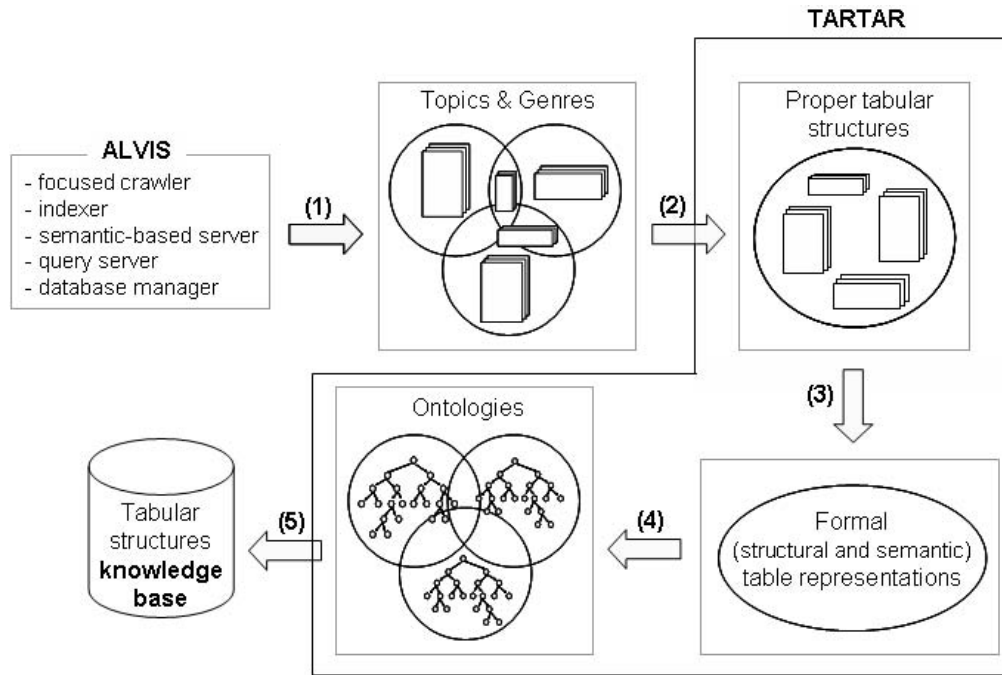 TARTAR
Topics & Genres
Proper tabular
structures
ALVIS
- focused crawler
- indexer
- semantic-based server
- query server
- database manager
(1)
(2)
(3)
Ontologies
Tabular
structures
knowledge
base
(5)
(4)
Formal
(structural and semantic)
table representations